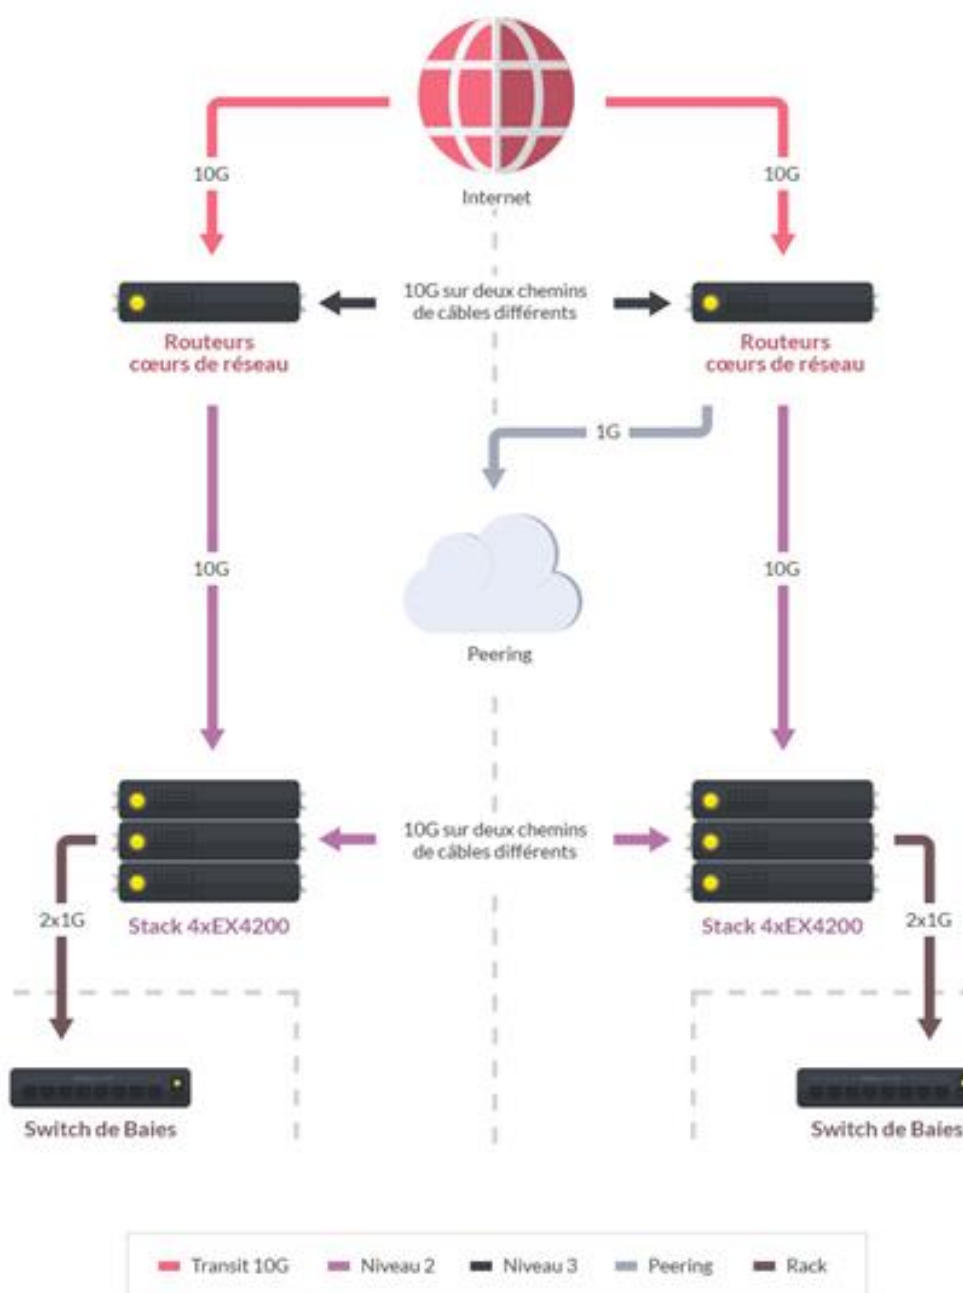 Internet
10G
10G
10G sur deux chemins
de câbles différents
Routeurs
cœurs de réseau
Routeurs
cœurs de réseau
1G
10G
10G
Peering
10G sur deux chemins
de câbles différents
2x1G
Stack 4xEX4200
Stack 4xEX4200
2x1G
Switch de Baies
Switch de Baies
Transit 10G
Niveau 2
Niveau 3
Peering
Rack